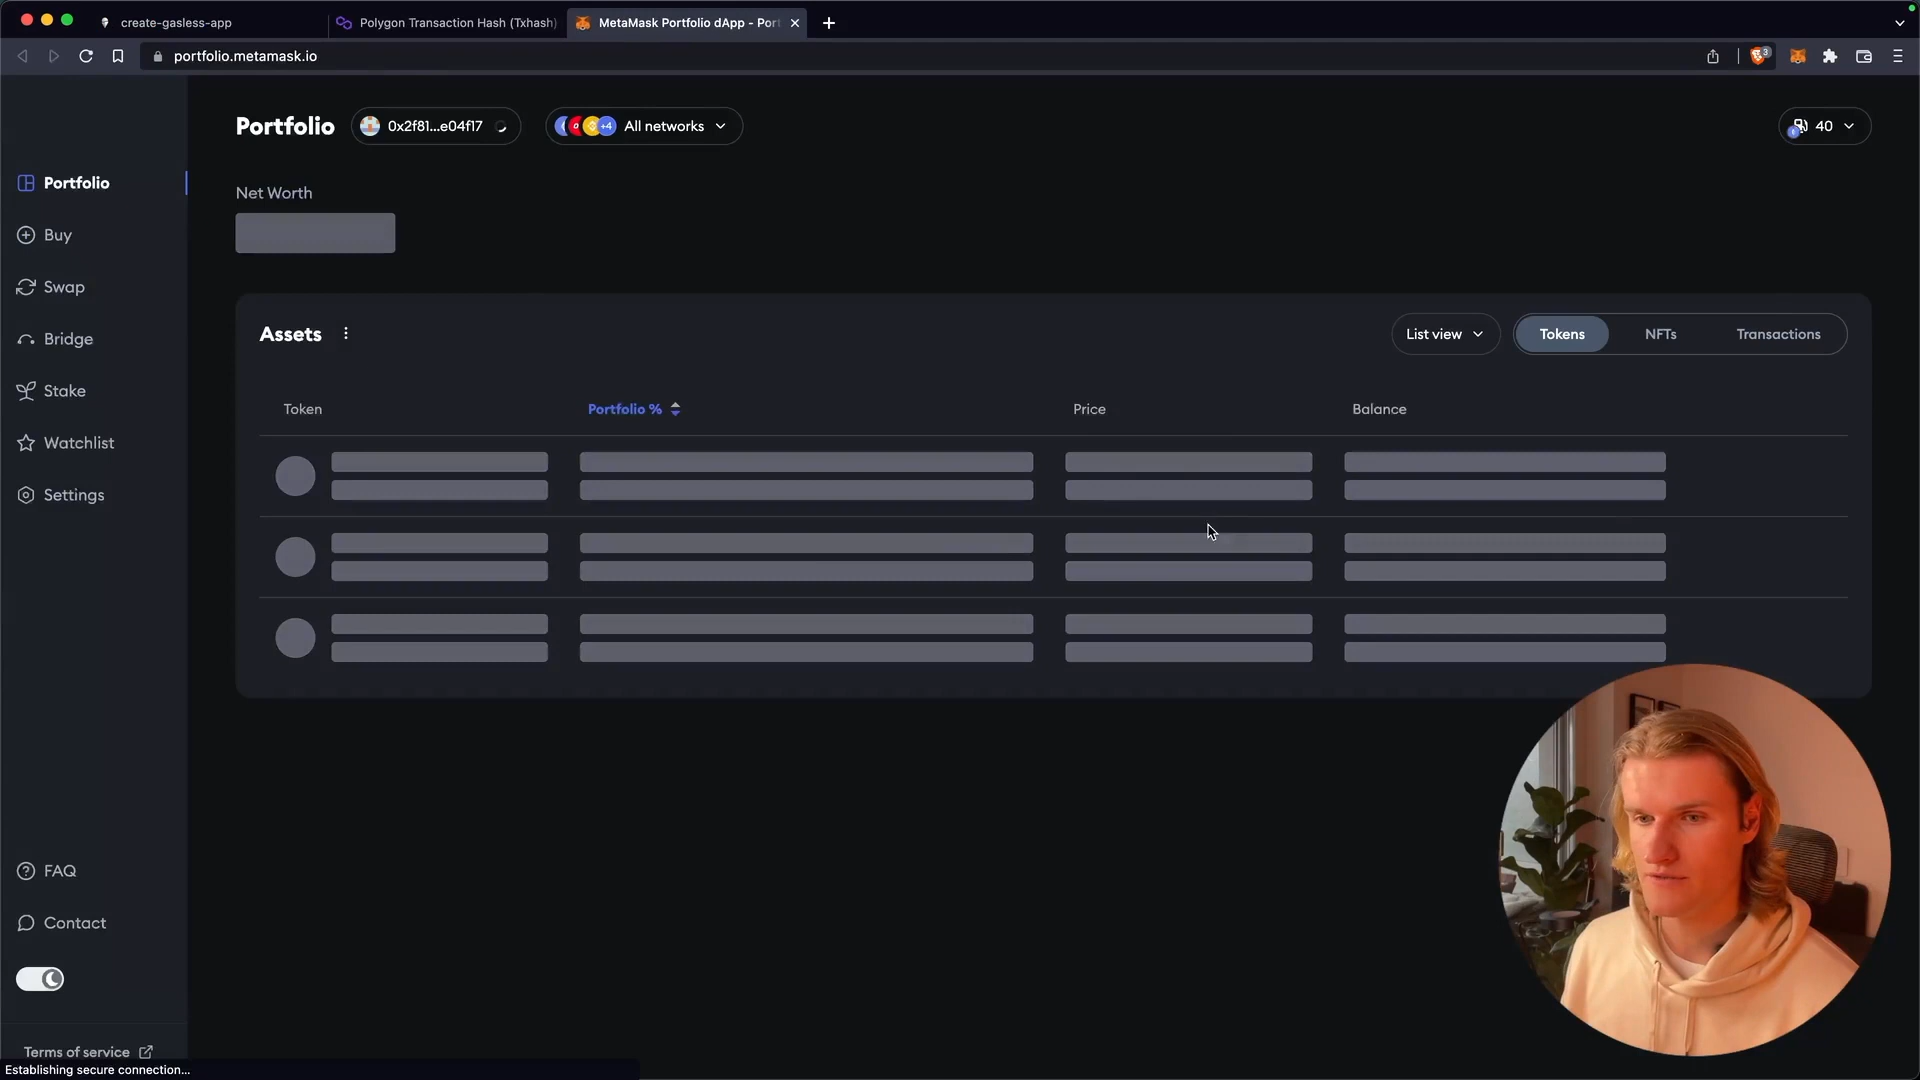 create-gasless-app
Polygon Transaction Hash (Txhash)
MetaMask Portfolio dApp - Port
portfolio.metamask.io
3
Portfolio
0x2f81...e04f17
+4
All networks
40
Portfolio
Buy
Swap
Bridge
Stake
Watchlist
Settings
Net Worth
Assets
List view
Tokens
NFTs
Transactions
Token
Portfolio %
Price
Balance
FAQ
Contact
Terms of service
Establishing secure connection...